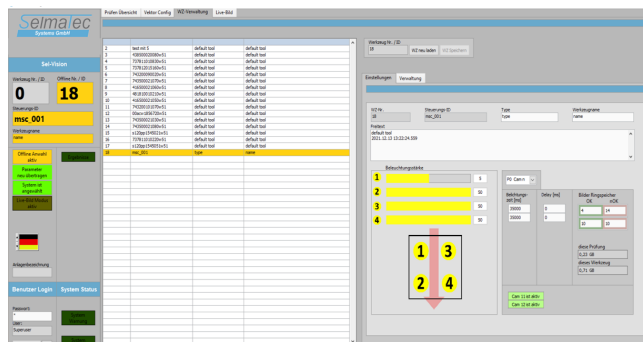 Selmatec
Systems GmbH
Prüfen Übersicht
Vektor Config
WZ-Verwaltung
Live-Bild
Sel-Vision
Werkzeug Nr. / ID
Offline Nr. / ID
0
18
Steuerungs ID
msc_001
Werkzeugname
name
Offline Anwahl
aktiv
Parameter
neu übertragen
System ist
angewählt
Live-Bild Modus
aktiv
Anlagenbezeichnung
Benutzer Login
System Status
Passwort:
*
User:
Superuser
2 test mit S default tool default tool
3 default tool default tool
4 default tool default tool
5 default tool default tool
6 default tool default tool
7 default tool default tool
8 default tool default tool
9 default tool default tool
10 default tool default tool
11 default tool default tool
12 default tool default tool
13 default tool default tool
14 default tool default tool
15 default tool default tool
16 default tool default tool
17 default tool default tool
18 msc_001 type name
Werkzeug Nr. / ID
18
WZ neu laden
WZ Speichern
Einstellungen
Verwaltung
WZ-Nr.
Steuerungs ID
Type
Werkzeugname
18
msc_001
type
name
Freitext
default tool
2021.12.13 13:22:24.559
Beleuchtungsstärke
1
5
2
50
3
50
4
50
1 3
2 4
P0 Cam n
Belichtungs-
zeit [ms]
Delay [ms]
35000
0
35000
0
Bilder Ringspeicher
OK nOK
4 14
10 10
diese Prüfung
0,23 GB
dieses Werkzeug
0,71 GB
Cam 11 ist aktiv
Cam 12 ist aktiv